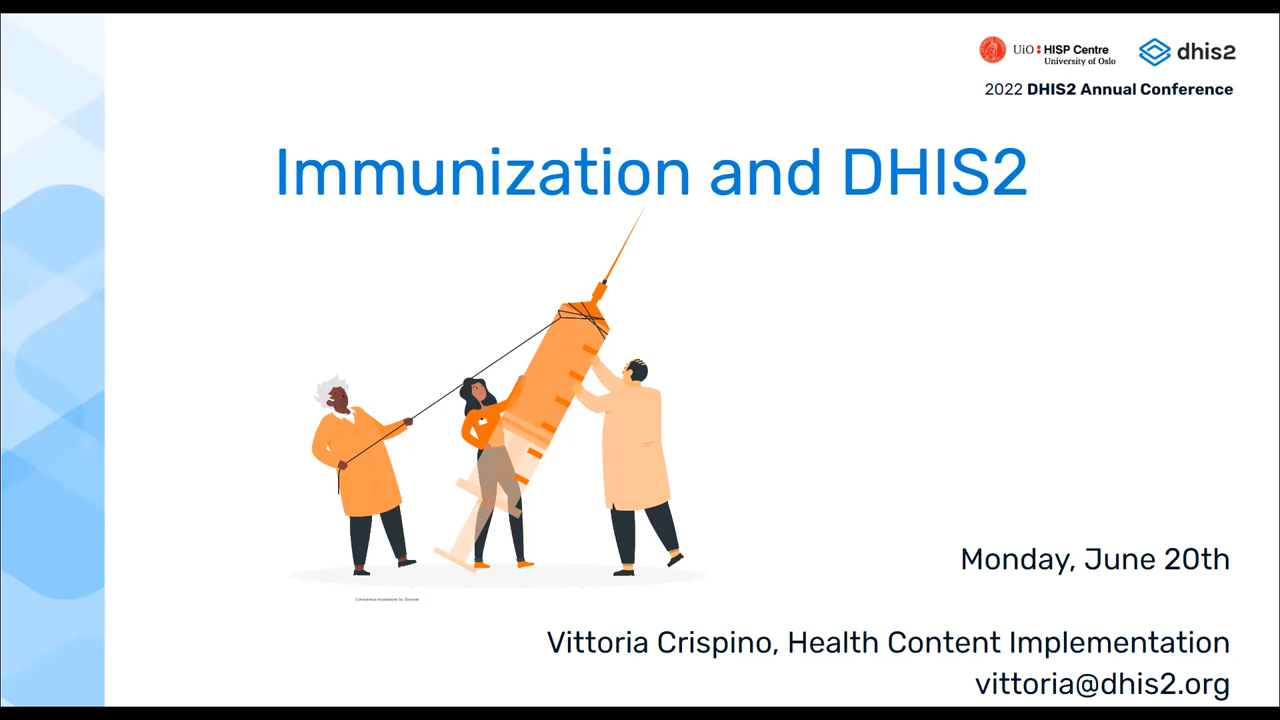 UiO : HISP Centre
University of Oslo
dhis2
2022 DHIS2 Annual Conference
Immunization and DHIS2
Monday, June 20th
Vittoria Crispino, Health Content Implementation
vittoria@dhis2.org